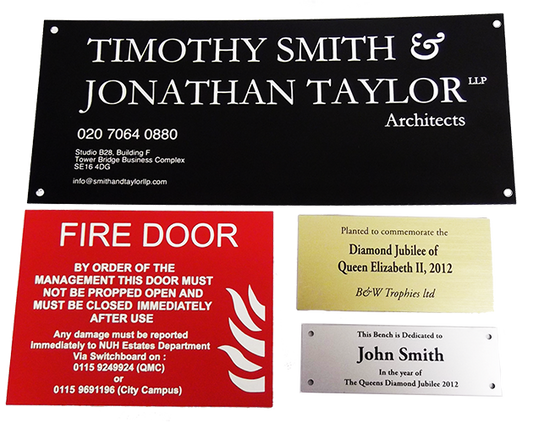 TIMOTHY SMITH &
JONATHAN TAYLOR LLP
Architects
020 7064 0880
Studio B28, Building F
Tower Bridge Business Complex
SE16 4DG
info@smithandtaylorllp.com
FIRE DOOR
BY ORDER OF THE
MANAGEMENT THIS DOOR MUST
NOT BE PROPPED OPEN AND
MUST BE CLOSED IMMEDIATELY
AFTER USE
Any damage must be reported
immediately to NUH Estates Department
Via Switchboard on :
0115 9249924 (QMC)
or
0115 9691196 (City Campus)
Planted to commemorate the
Diamond Jubilee of
Queen Elizabeth II, 2012
B&W Trophies ltd
This Bench is Dedicated to
John Smith
In the year of
The Queens Diamond Jubilee 2012